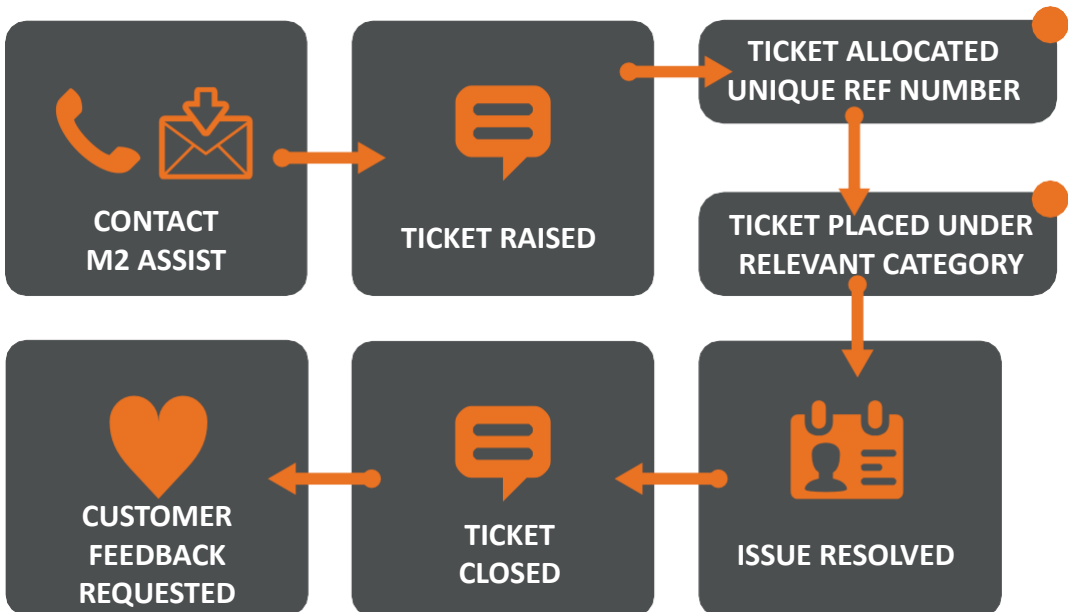 CONTACT
M2 ASSIST
TICKET RAISED
TICKET ALLOCATED
UNIQUE REF NUMBER
TICKET PLACED UNDER
RELEVANT CATEGORY
ISSUE RESOLVED
TICKET
CLOSED
CUSTOMER
FEEDBACK
REQUESTED